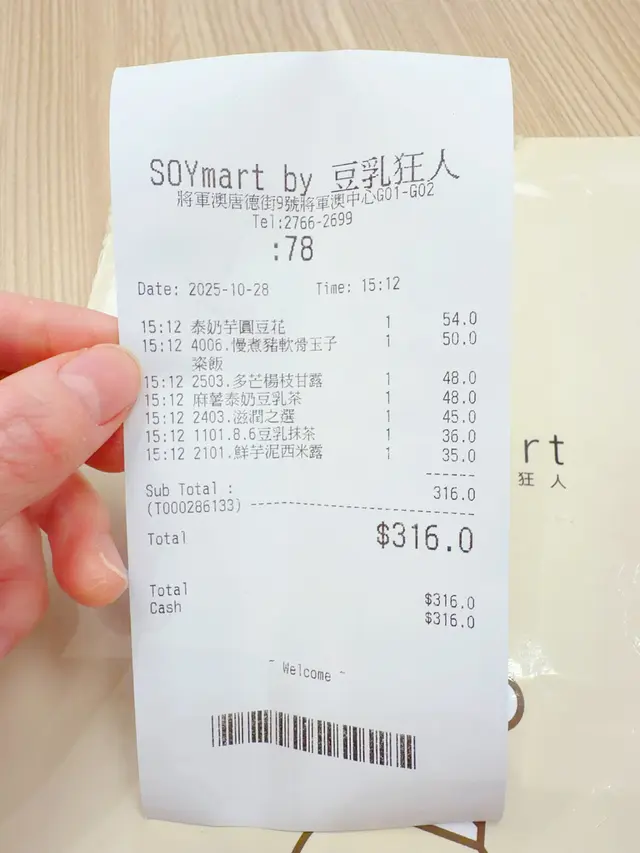 SOYmart by 豆乳狂人
將軍澳唐德街9號將軍澳中心G01-G02
Tel:2766-2699
:78
Date: 2025-10-28 Time: 15:12
15:12 泰奶芋圓豆花 1 54.0
15:12 4006.慢煮豬軟骨玉子 1 50.0
燊飯
15:12 2503.多芒楊枝甘露 1 48.0
15:12 麻薯泰奶豆乳茶 1 48.0
15:12 2403.滋潤之選 1 45.0
15:12 1101.8.6豆乳抹茶 1 36.0
15:12 2101.鮮芋泥西米露 1 35.0
------
Sub Total : 316.0
(T000286133) ------------------------------
Total $316.0
Total $316.0
Cash $316.0
~ Welcome ~
rt
狂人